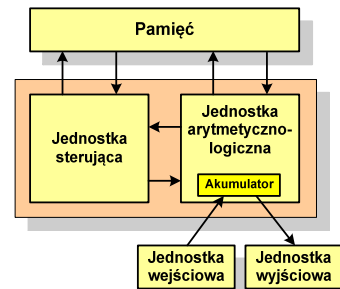 Pamięć
Jednostka
sterująca
Jednostka
arytmetyczno-
logiczna
Akumulator
Jednostka
wejściowa
Jednostka
wyjściowa